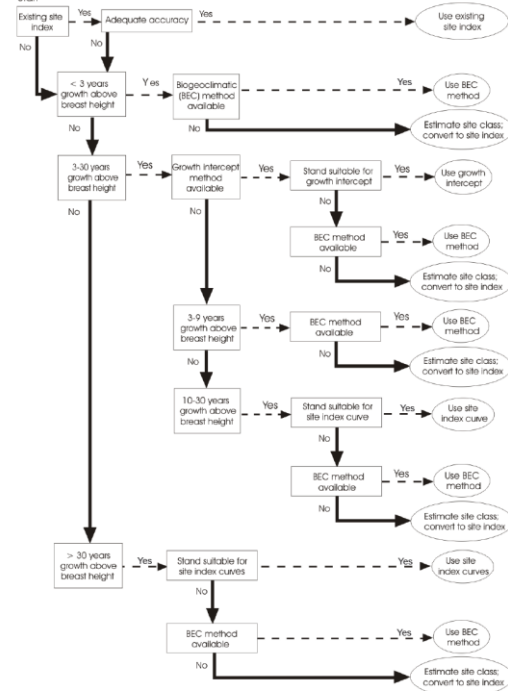 Existing site
index
Yes
Adequate accuracy
Yes
Use existing
site index
No
No
< 3 years
growth above
breast height
Yes
Biogeoclimatic
(BEC) method
available
Yes
Use BEC
method
No
No
Estimate site class;
convert to site index
3-30 years
growth above
breast height
Yes
Growth intercept
method
available
Yes
Stand suitable for
growth intercept
Yes
Use growth
intercept
No
No
No
BEC method
available
Yes
Use BEC
method
No
Estimate site class;
convert to site index
3-9 years
growth above
breast height
Yes
BEC method
available
Yes
Use BEC
method
No
No
Estimate site class;
convert to site index
10-30 years
growth above
breast height
Yes
Stand suitable for
site index curve
Yes
Use site
index curve
No
BEC method
available
Yes
Use BEC
method
No
Estimate site class;
convert to site index
> 30 years
growth above
breast height
Yes
Stand suitable for
site index curves
Yes
Use site
index curves
No
BEC method
available
Yes
Use BEC
method
No
Estimate site class;
convert to site index